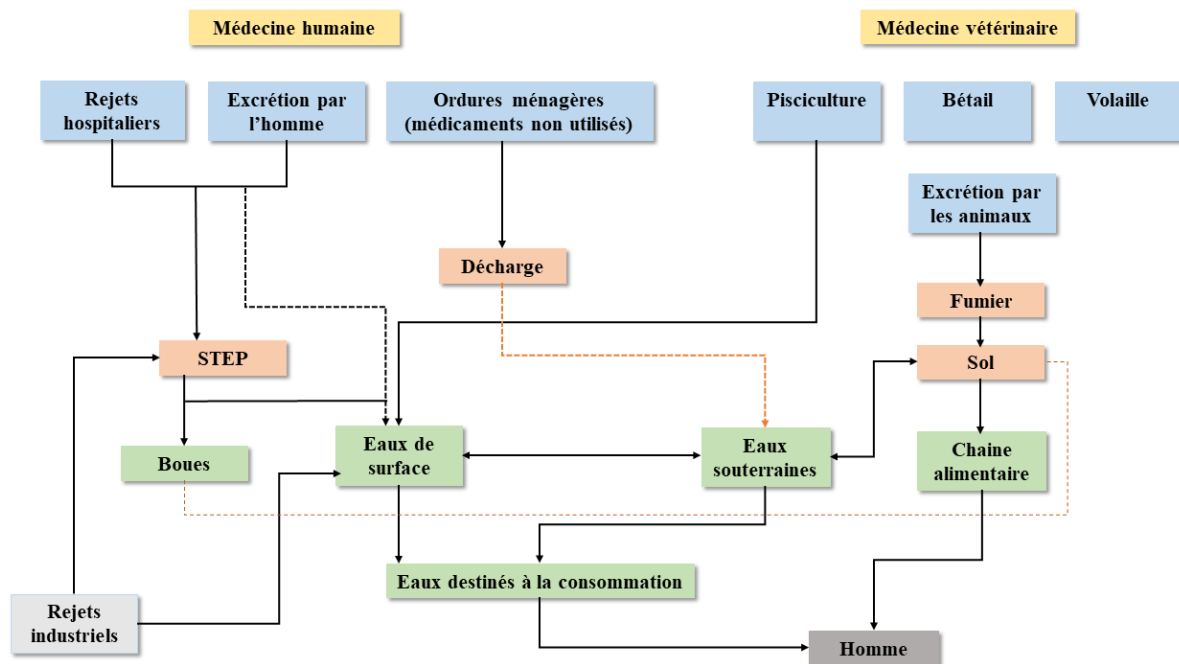 Médecine humaine
Médecine vétérinaire
Rejets
hospitaliers
Excrétion par
l'homme
Ordures ménagères
(médicaments non utilisés)
Pisciculture
Bétail
Volaille
Excrétion par
les animaux
Décharge
Fumier
STEP
Sol
Boues
Eaux de
surface
Eaux
souterraines
Chaine
alimentaire
Eaux destinés à la consommation
Rejets
industriels
Homme